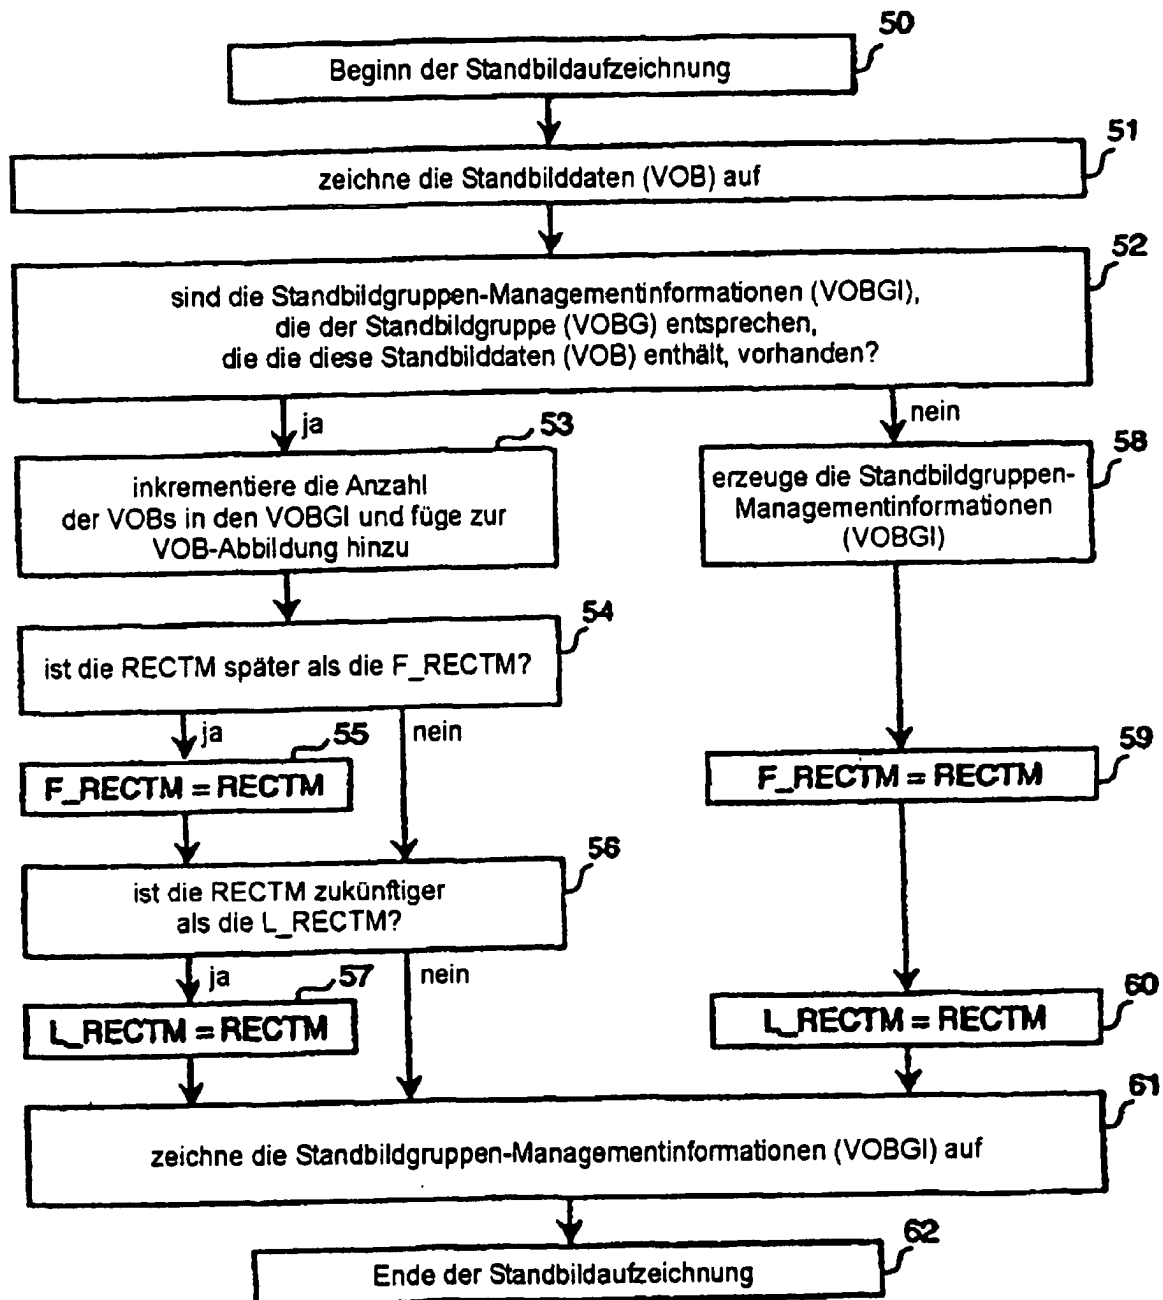 50
Beginn der Standbildaufzeichnung
51
zeichne die Standbilddaten (VOB) auf
52
sind die Standbildgruppen-Managementinformationen (VOBGI),
die der Standbildgruppe (VOBG) entsprechen,
die die diese Standbilddaten (VOB) enthält, vorhanden?
ja
nein
53
inkrementiere die Anzahl
der VOBs in den VOBGI und füge zur
VOB-Abbildung hinzu
58
erzeuge die Standbildgruppen-
Managementinformationen
(VOBGI)
54
ist die RECTM später als die F_RECTM?
ja
nein
55
F_RECTM = RECTM
59
F_RECTM = RECTM
56
ist die RECTM zukünftiger
als die L_RECTM?
ja
nein
57
L_RECTM = RECTM
60
L_RECTM = RECTM
61
zeichne die Standbildgruppen-Managementinformationen (VOBGI) auf
62
Ende der Standbildaufzeichnung